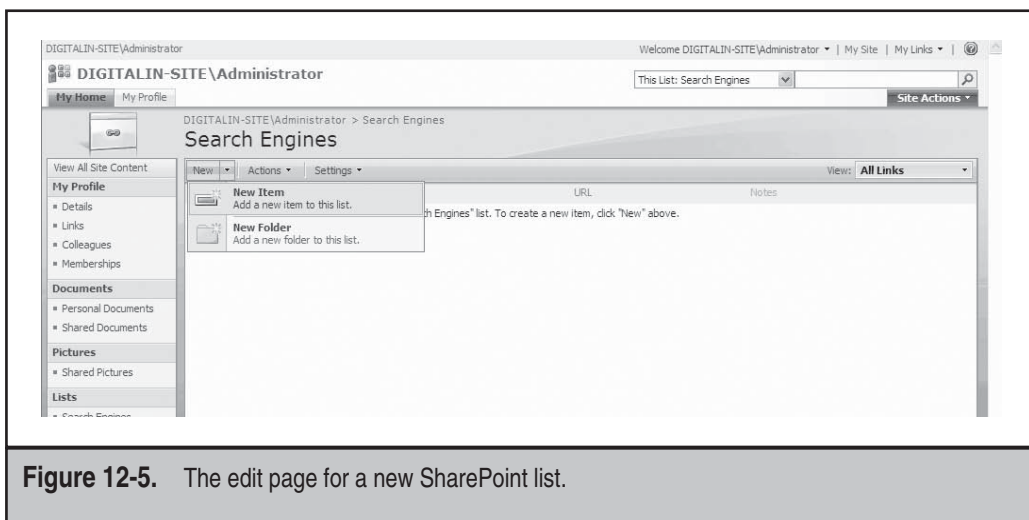 DIGITALIN-SITE\Administrator
Welcome DIGITALIN-SITE\Administrator | My Site | My Links |
DIGITALIN-SITE\Administrator
This List: Search Engines
My Home My Profile
Site Actions
DIGITALIN-SITE\Administrator > Search Engines
Search Engines
View All Site Content
New Actions Settings
View: All Links
My Profile
Details
Links
Colleagues
Memberships
Documents
Personal Documents
Shared Documents
Pictures
Shared Pictures
Lists
Search Engines
New Item
Add a new item to this list.
New Folder
Add a new folder to this list.
URL Notes
Engines" list. To create a new item, click "New" above.
Figure 12-5. The edit page for a new SharePoint list.